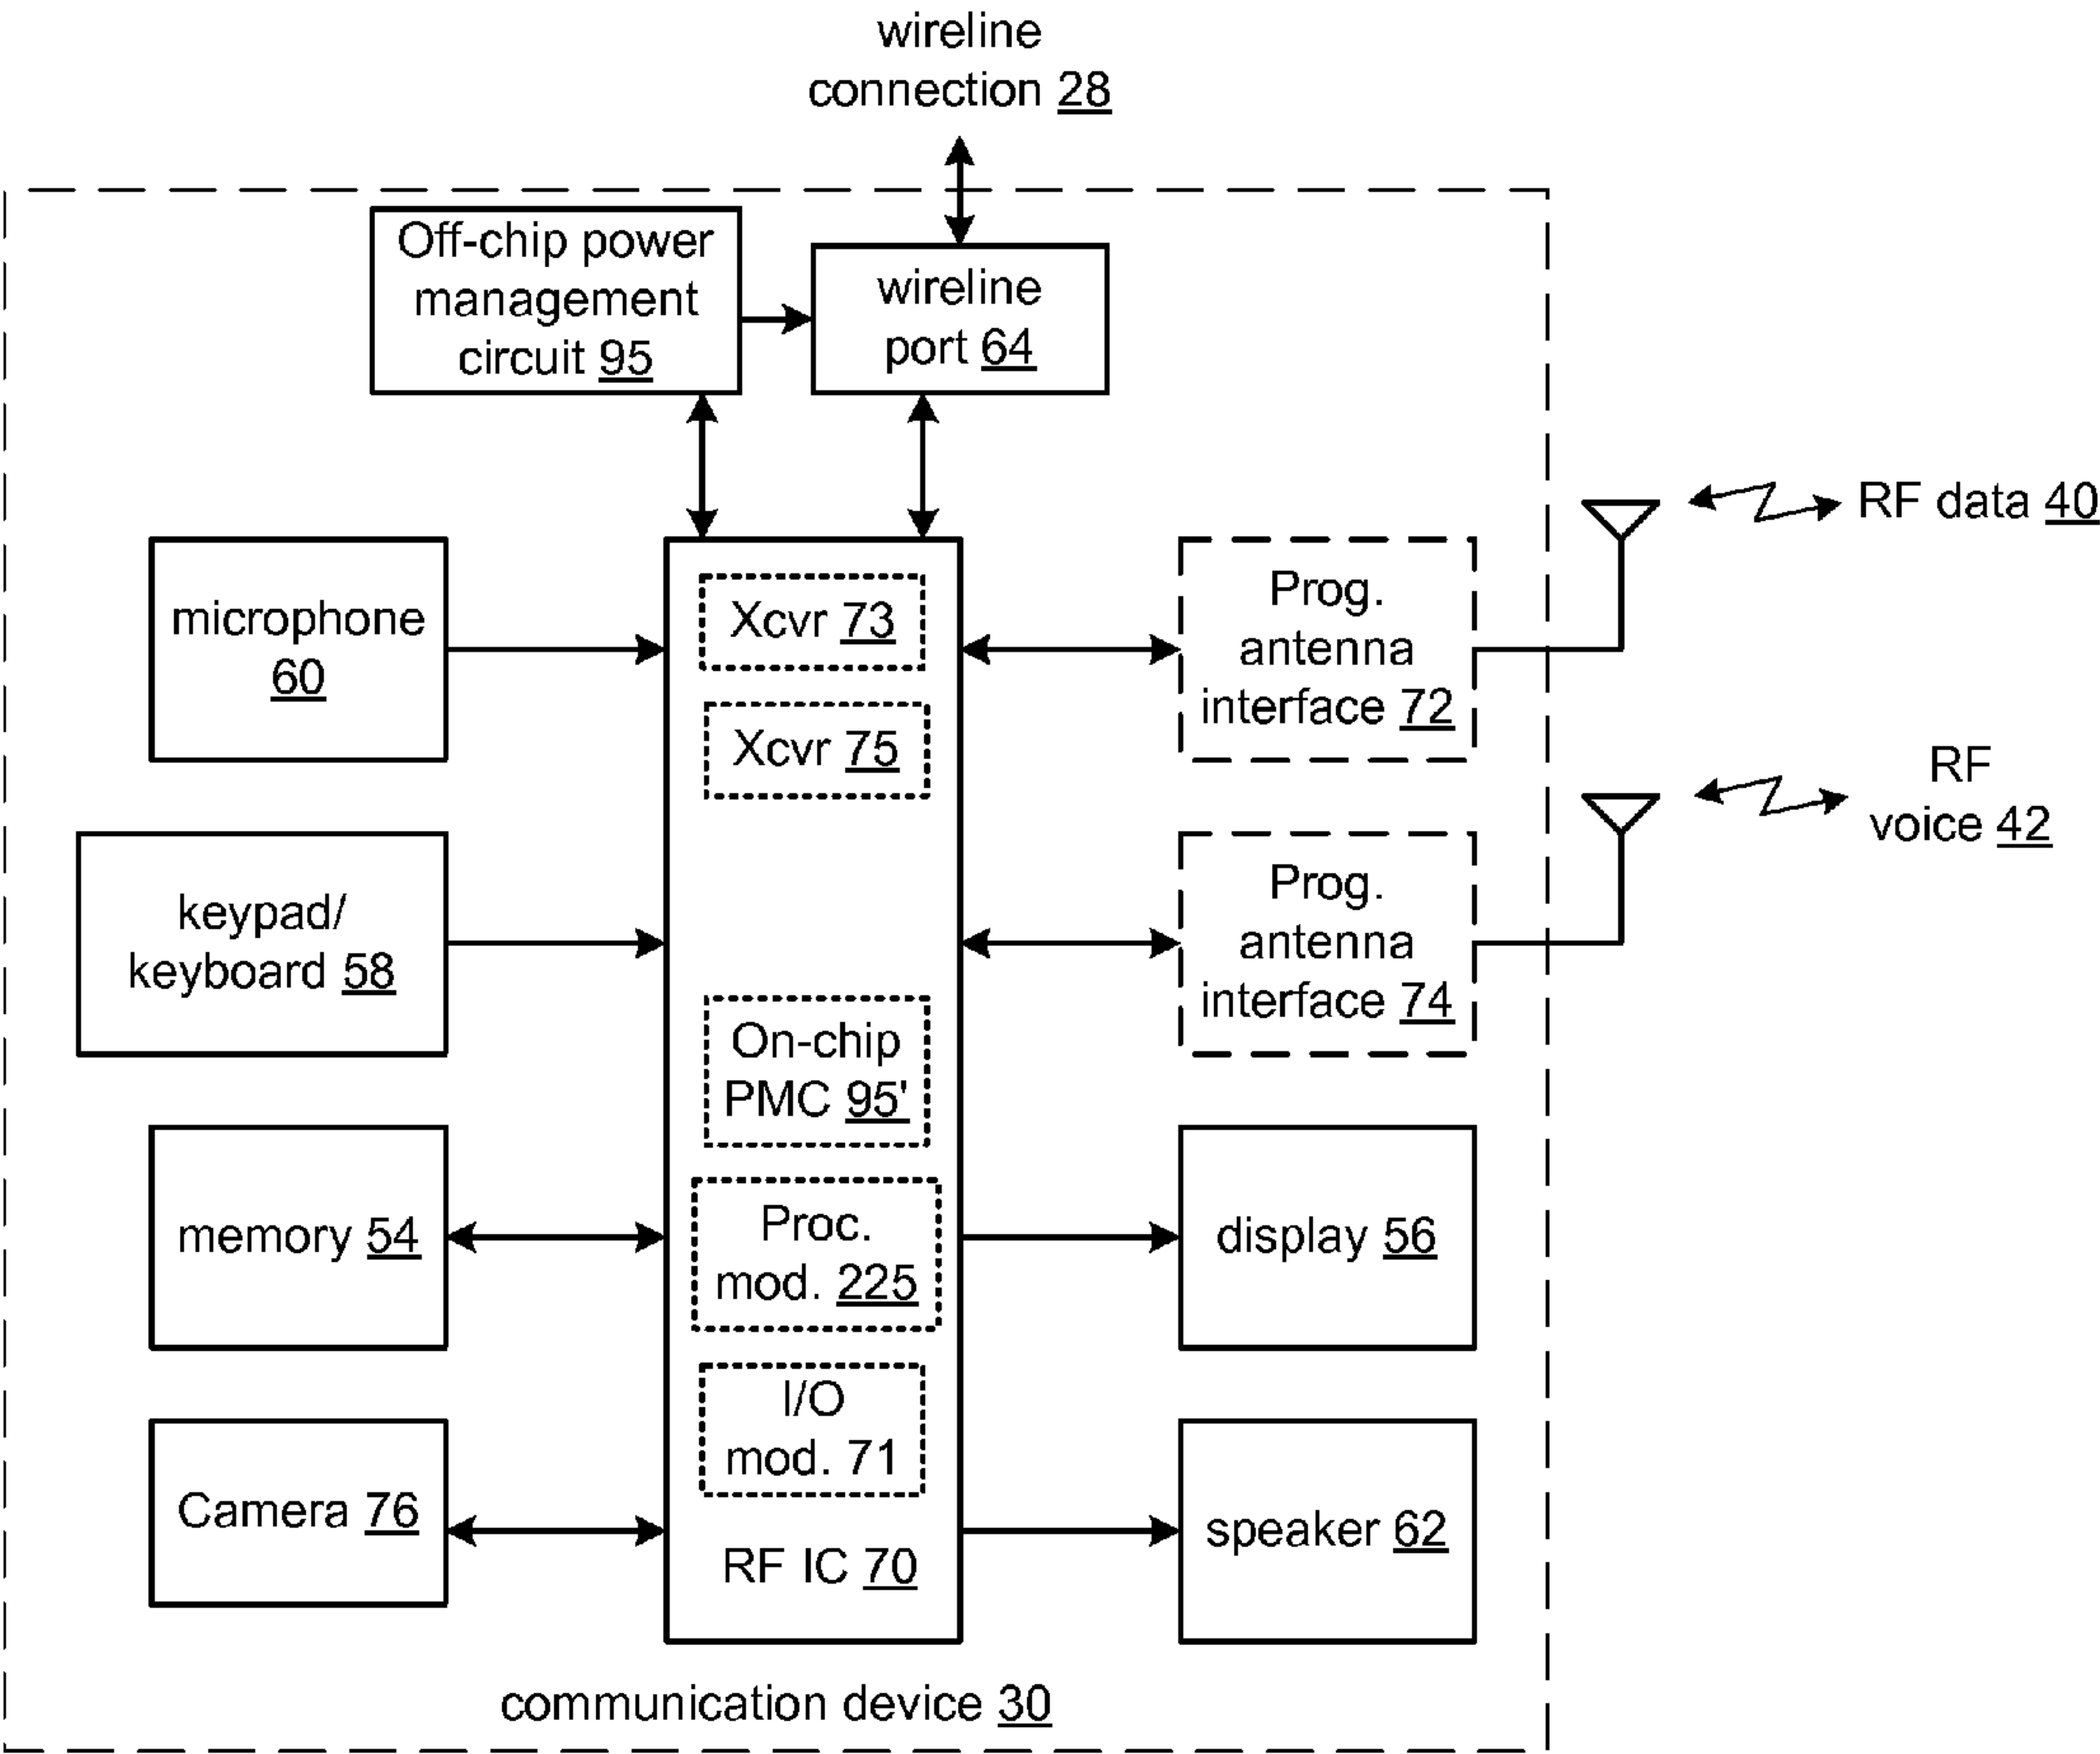 wireline
connection 28
Off-chip power
management
circuit 95
wireline
port 64
RF data 40
microphone
60
Xcvr 73
Prog.
antenna
interface 72
Xcvr 75
RF
voice 42
keypad/
keyboard 58
Prog.
antenna
interface 74
On-chip
PMC 95'
memory 54
Proc.
mod. 225
display 56
I/O
mod. 71
Camera 76
speaker 62
RF IC 70
communication device 30